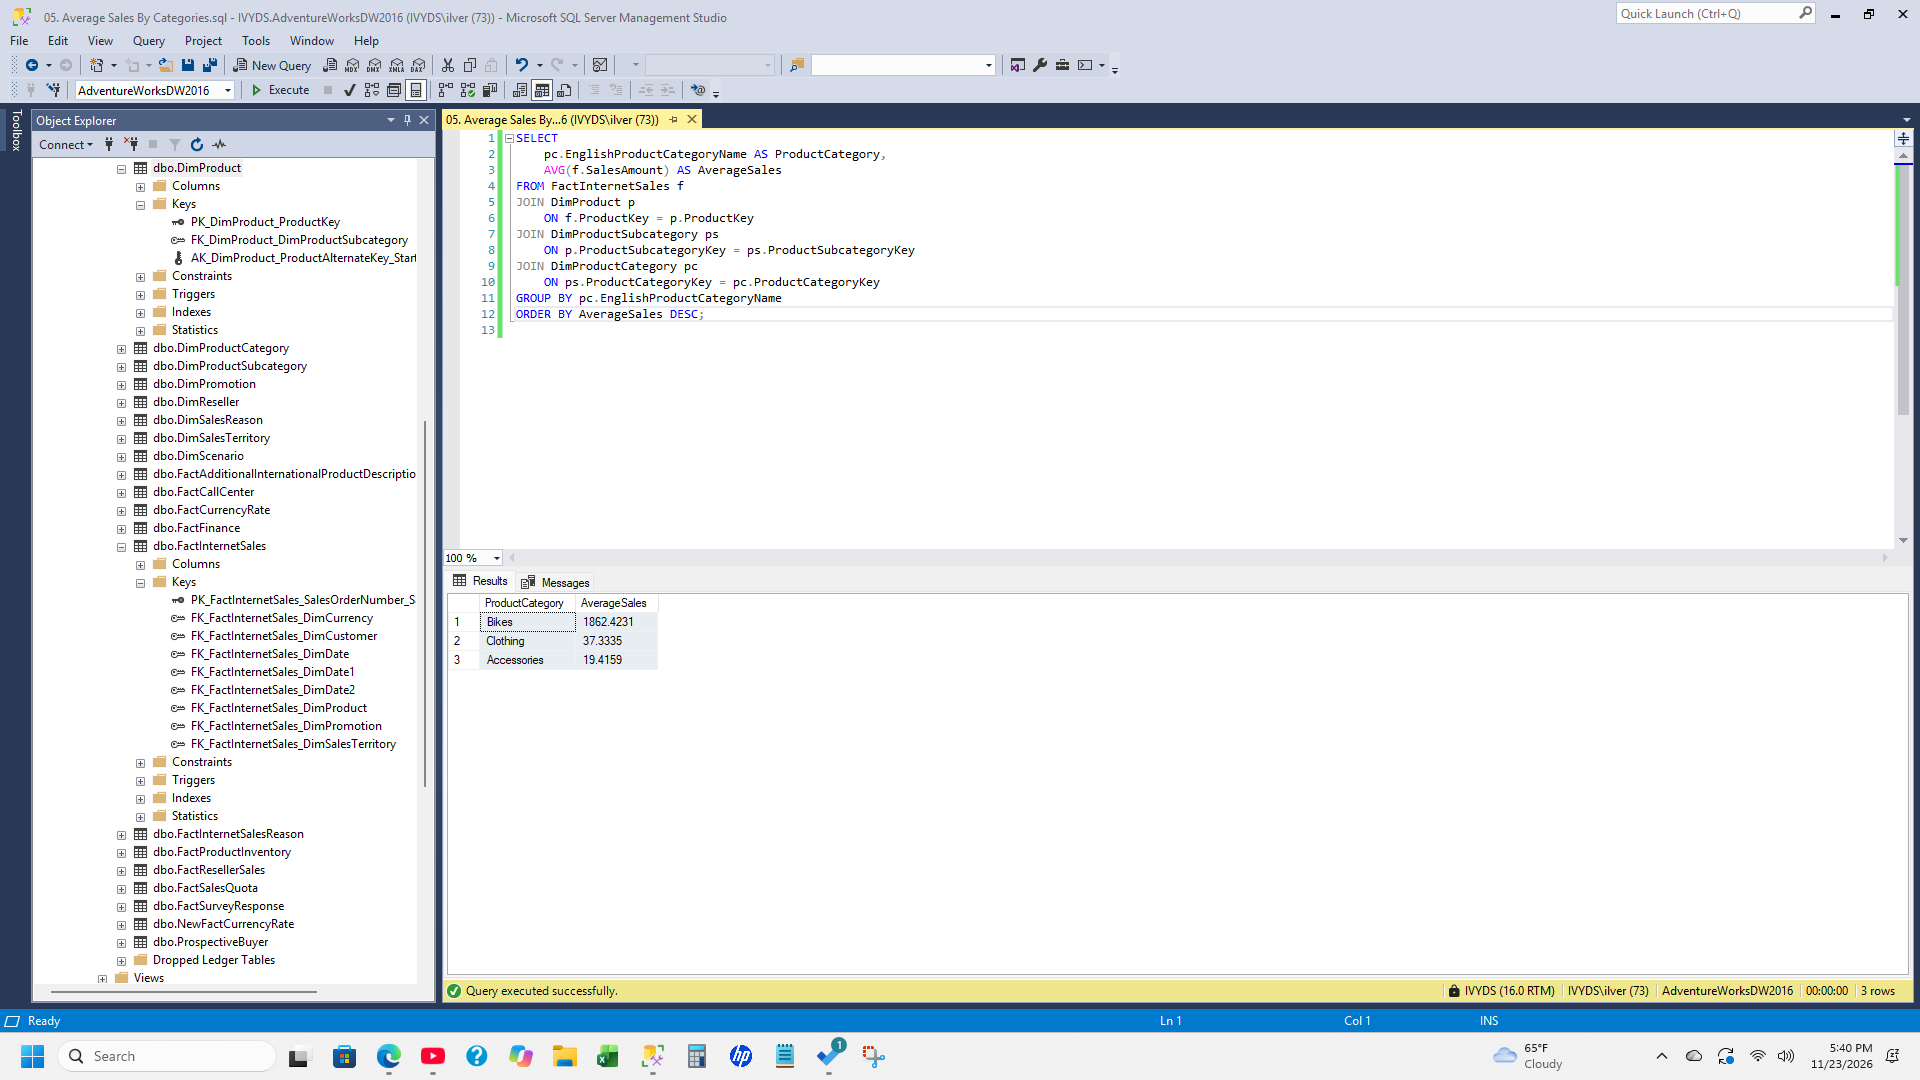 05. Average Sales By Categories.sql - IVYDS.AdventureWorksDW2016 (IVYDS\ilver (73)) - Microsoft SQL Server Management Studio
Quick Launch (Ctrl+Q)
File Edit View Query Project Tools Window Help
New Query
MDX DMX XMLA DAX
AdventureWorksDW2016
Execute
Toolbox
Object Explorer
Connect
dbo.DimProduct
Columns
Keys
PK_DimProduct_ProductKey
FK_DimProduct_DimProductSubcategory
AK_DimProduct_ProductAlternateKey_Start
Constraints
Triggers
Indexes
Statistics
dbo.DimProductCategory
dbo.DimProductSubcategory
dbo.DimPromotion
dbo.DimReseller
dbo.DimSalesReason
dbo.DimSalesTerritory
dbo.DimScenario
dbo.FactAdditionalInternationalProductDescriptio
dbo.FactCallCenter
dbo.FactCurrencyRate
dbo.FactFinance
dbo.FactInternetSales
Columns
Keys
PK_FactInternetSales_SalesOrderNumber_S
FK_FactInternetSales_DimCurrency
FK_FactInternetSales_DimCustomer
FK_FactInternetSales_DimDate
FK_FactInternetSales_DimDate1
FK_FactInternetSales_DimDate2
FK_FactInternetSales_DimProduct
FK_FactInternetSales_DimPromotion
FK_FactInternetSales_DimSalesTerritory
Constraints
Triggers
Indexes
Statistics
dbo.FactInternetSalesReason
dbo.FactProductInventory
dbo.FactResellerSales
dbo.FactSalesQuota
dbo.FactSurveyResponse
dbo.NewFactCurrencyRate
dbo.ProspectiveBuyer
Dropped Ledger Tables
Views
05. Average Sales By...6 (IVYDS\ilver (73))
1 SELECT
2 pc.EnglishProductCategoryName AS ProductCategory,
3 AVG(f.SalesAmount) AS AverageSales
4 FROM FactInternetSales f
5 JOIN DimProduct p
6 ON f.ProductKey = p.ProductKey
7 JOIN DimProductSubcategory ps
8 ON p.ProductSubcategoryKey = ps.ProductSubcategoryKey
9 JOIN DimProductCategory pc
10 ON ps.ProductCategoryKey = pc.ProductCategoryKey
11 GROUP BY pc.EnglishProductCategoryName
12 ORDER BY AverageSales DESC;
13
100 %
Results Messages
ProductCategory AverageSales
1 Bikes 1862.4231
2 Clothing 37.3335
3 Accessories 19.4159
Query executed successfully.
IVYDS (16.0 RTM) IVYDS\ilver (73) AdventureWorksDW2016 00:00:00 3 rows
Ready Ln 1 Col 1 INS
Search
hp
1
65°F
Cloudy
5:40 PM
11/23/2026